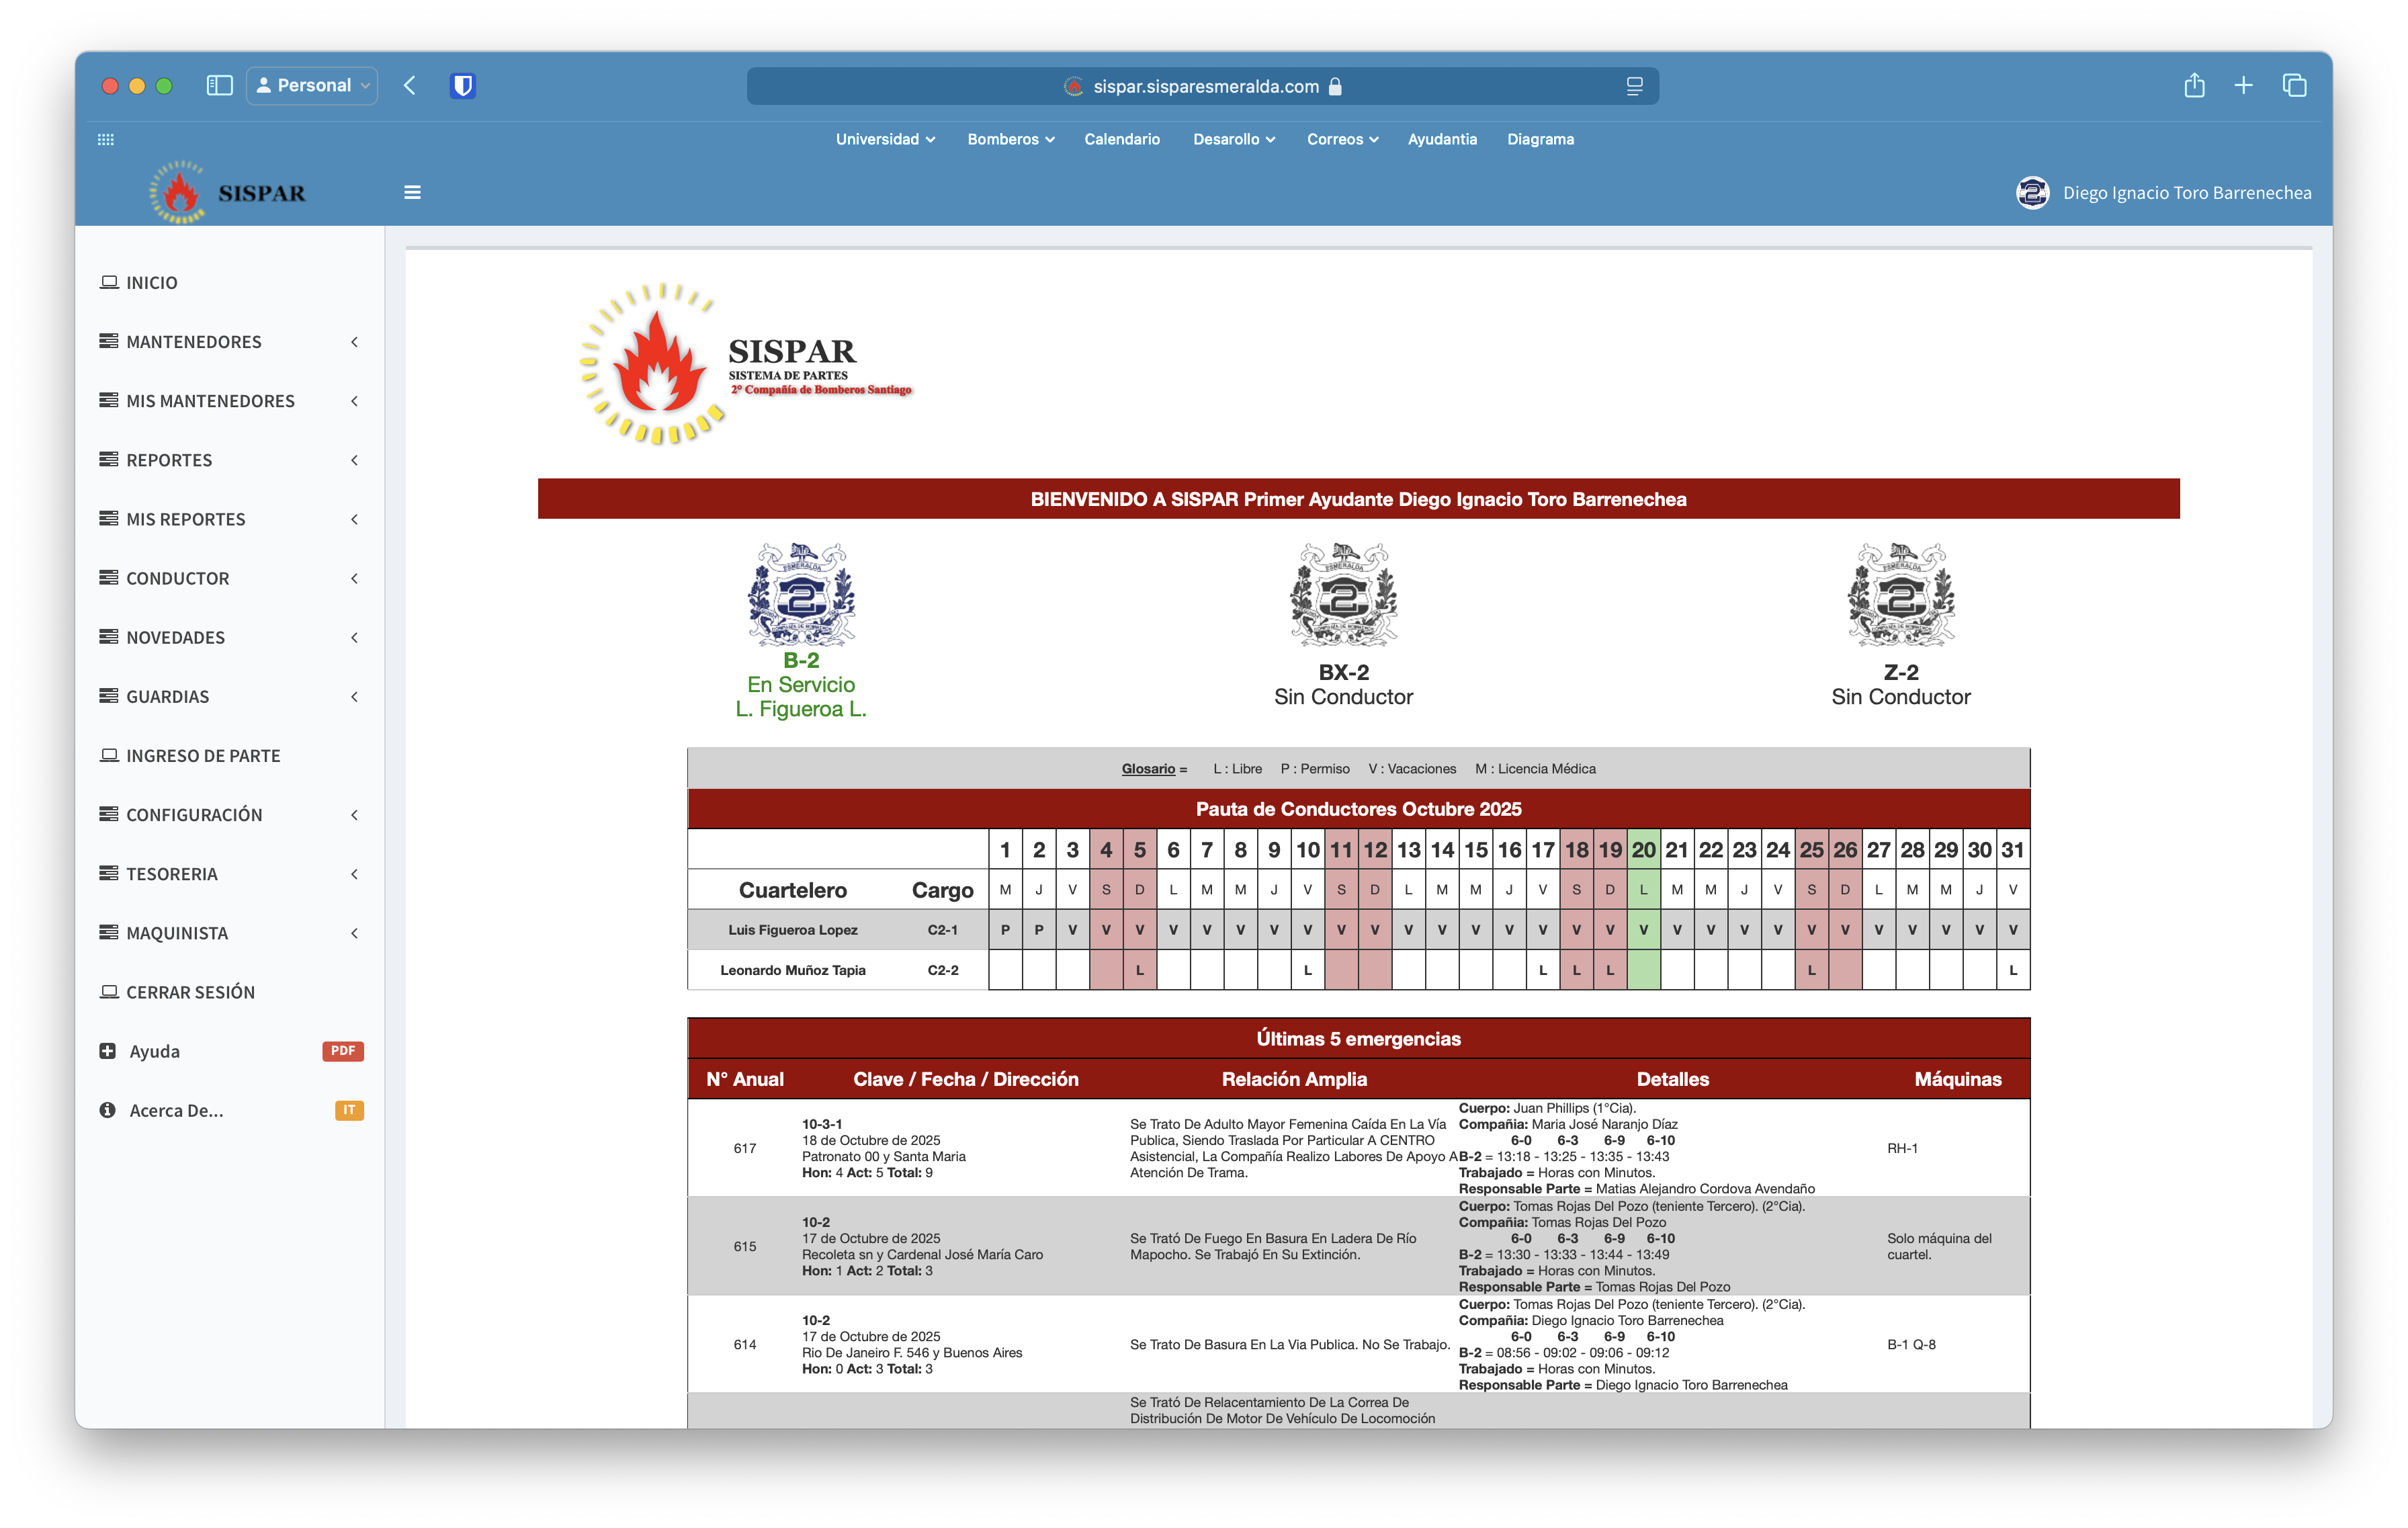 Personal
sispar.sisparesmeralda.com
Universidad Bomberos Calendario Desarollo Correos Ayudantia Diagrama
SISPAR
Diego Ignacio Toro Barrenechea
INICIO
MANTENEDORES
MIS MANTENEDORES
REPORTES
MIS REPORTES
CONDUCTOR
NOVEDADES
GUARDIAS
INGRESO DE PARTE
CONFIGURACIÓN
TESORERIA
MAQUINISTA
CERRAR SESIÓN
Ayuda PDF
Acerca De... IT
SISPAR
SISTEMA DE PARTES
2° Compañía de Bomberos Santiago
BIENVENIDO A SISPAR Primer Ayudante Diego Ignacio Toro Barrenechea
ESMERALDA
2
B-2
En Servicio
L. Figueroa L.
ESMERALDA
2
BX-2
Sin Conductor
ESMERALDA
2
Z-2
Sin Conductor
Glosario = L : Libre P : Permiso V : Vacaciones M : Licencia Médica
Pauta de Conductores Octubre 2025
1 2 3 4 5 6 7 8 9 10 11 12 13 14 15 16 17 18 19 20 21 22 23 24 25 26 27 28 29 30 31
Cuartelero Cargo M J V S D L M M J V S D L M M J V S D L M M J V S D L M M J V
Luis Figueroa Lopez C2-1 P P V V V V V V V V V V V V V V V V V V V V V V V V V V V V V
Leonardo Muñoz Tapia C2-2 L L L L L L L
Últimas 5 emergencias
N° Anual Clave / Fecha / Dirección Relación Amplia Detalles Máquinas
617
10-3-1
18 de Octubre de 2025
Patronato 00 y Santa Maria
Hon: 4 Act: 5 Total: 9
Se Trato De Adulto Mayor Femenina Caída En La Vía
Publica, Siendo Traslada Por Particular A CENTRO
Asistencial, La Compañía Realizo Labores De Apoyo A
Atención De Trama.
Cuerpo: Juan Phillips (1°Cia).
Compañia: Maria José Naranjo Díaz
6-0 6-3 6-9 6-10
B-2 = 13:18 - 13:25 - 13:35 - 13:43
Trabajado = Horas con Minutos.
Responsable Parte = Matias Alejandro Cordova Avendaño
RH-1
615
10-2
17 de Octubre de 2025
Recoleta sn y Cardenal José María Caro
Hon: 1 Act: 2 Total: 3
Se Trató De Fuego En Basura En Ladera De Río
Mapocho. Se Trabajó En Su Extinción.
Cuerpo: Tomas Rojas Del Pozo (teniente Tercero). (2°Cia).
Compañia: Tomas Rojas Del Pozo
6-0 6-3 6-9 6-10
B-2 = 13:30 - 13:33 - 13:44 - 13:49
Trabajado = Horas con Minutos.
Responsable Parte = Tomas Rojas Del Pozo
Solo máquina del
cuartel.
614
10-2
17 de Octubre de 2025
Rio De Janeiro F. 546 y Buenos Aires
Hon: 0 Act: 3 Total: 3
Se Trato De Basura En La Via Publica. No Se Trabajo.
Cuerpo: Tomas Rojas Del Pozo (teniente Tercero). (2°Cia).
Compañia: Diego Ignacio Toro Barrenechea
6-0 6-3 6-9 6-10
B-2 = 08:56 - 09:02 - 09:06 - 09:12
Trabajado = Horas con Minutos.
Responsable Parte = Diego Ignacio Toro Barrenechea
B-1 Q-8
Se Trató De Relacentamiento De La Correa De
Distribución De Motor De Vehículo De Locomoción